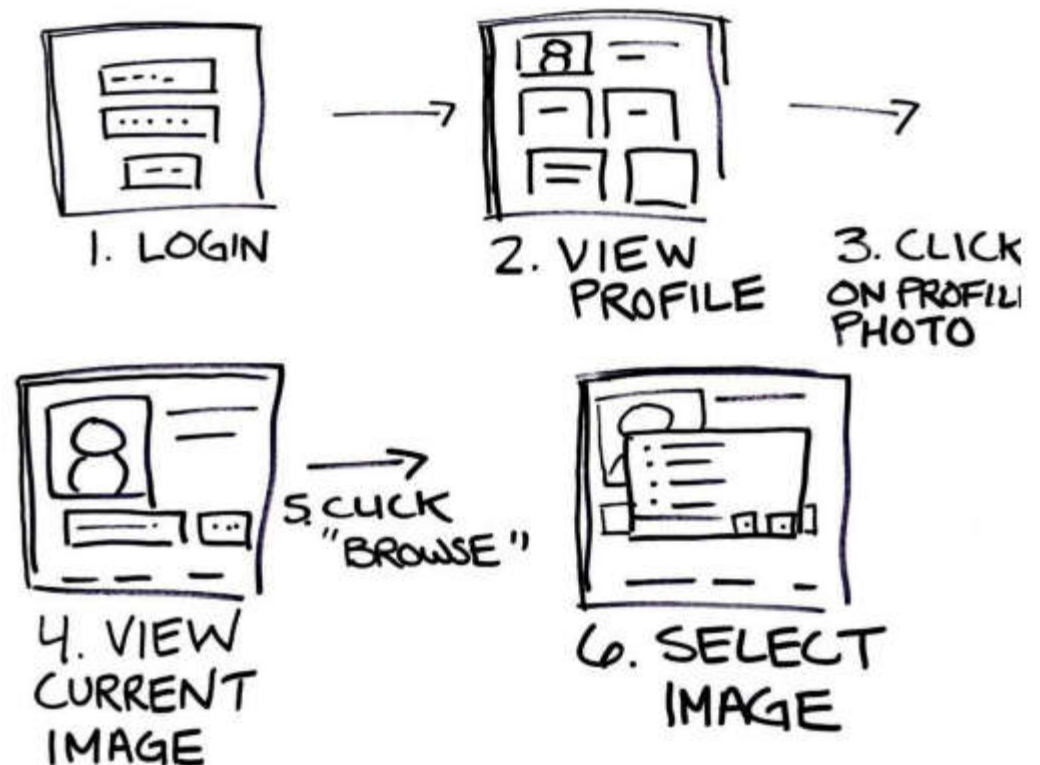 1. LOGIN
2. VIEW
PROFILE
3. CLICK
ON PROFIL
PHOTO
4. VIEW
CURRENT
IMAGE
5. CLICK
"BROWSE"
6. SELECT
IMAGE